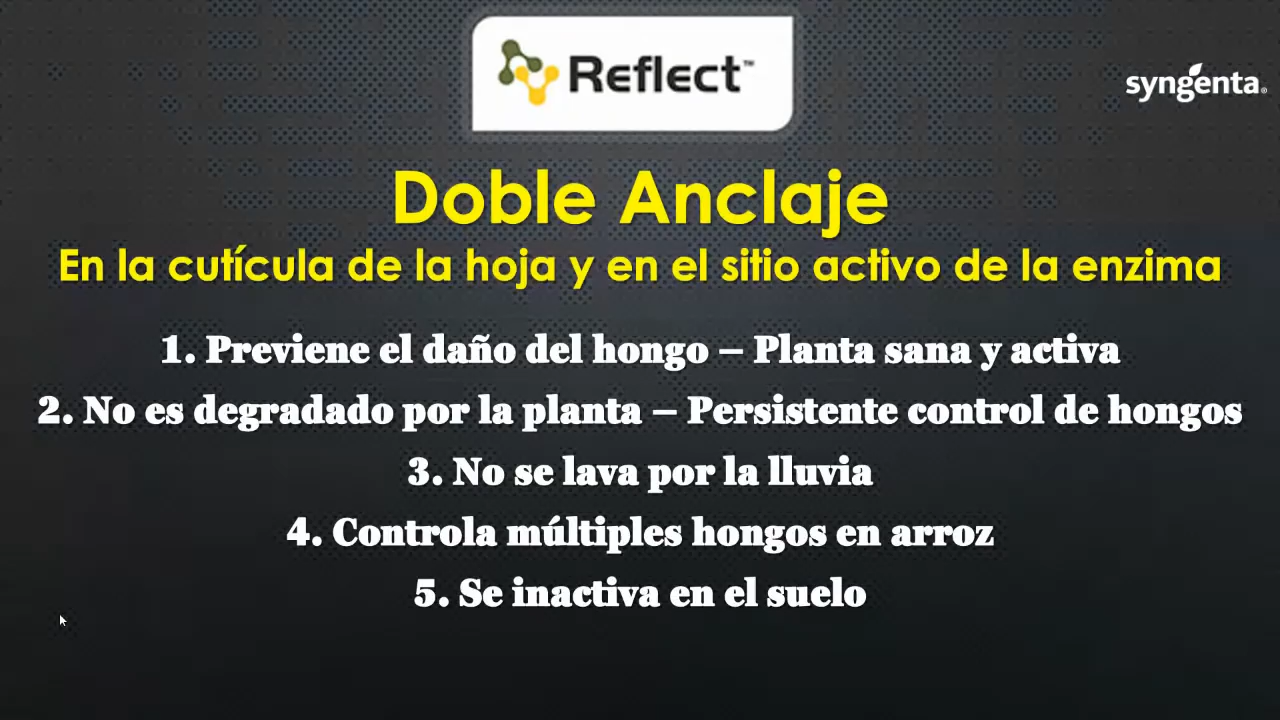 Reflect™
syngenta®
Doble Anclaje
En la cutícula de la hoja y en el sitio activo de la enzima
1. Previene el daño del hongo – Planta sana y activa
2. No es degradado por la planta – Persistente control de hongos
3. No se lava por la lluvia
4. Controla múltiples hongos en arroz
5. Se inactiva en el suelo